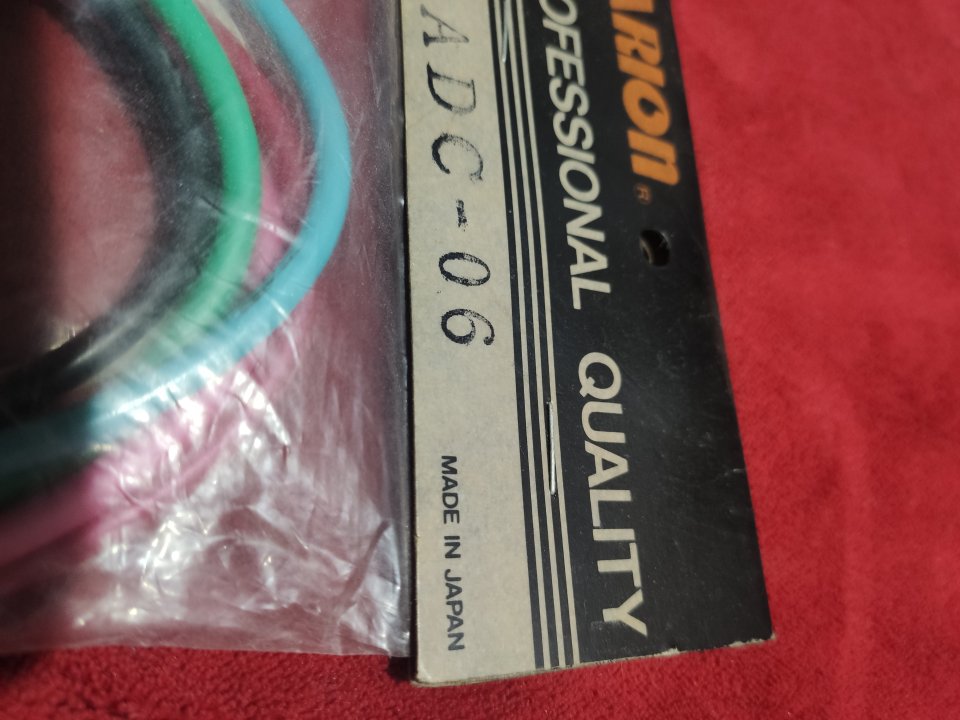 ARION®
OFESSIONAL QUALITY
ADC-06
MADE IN JAPAN